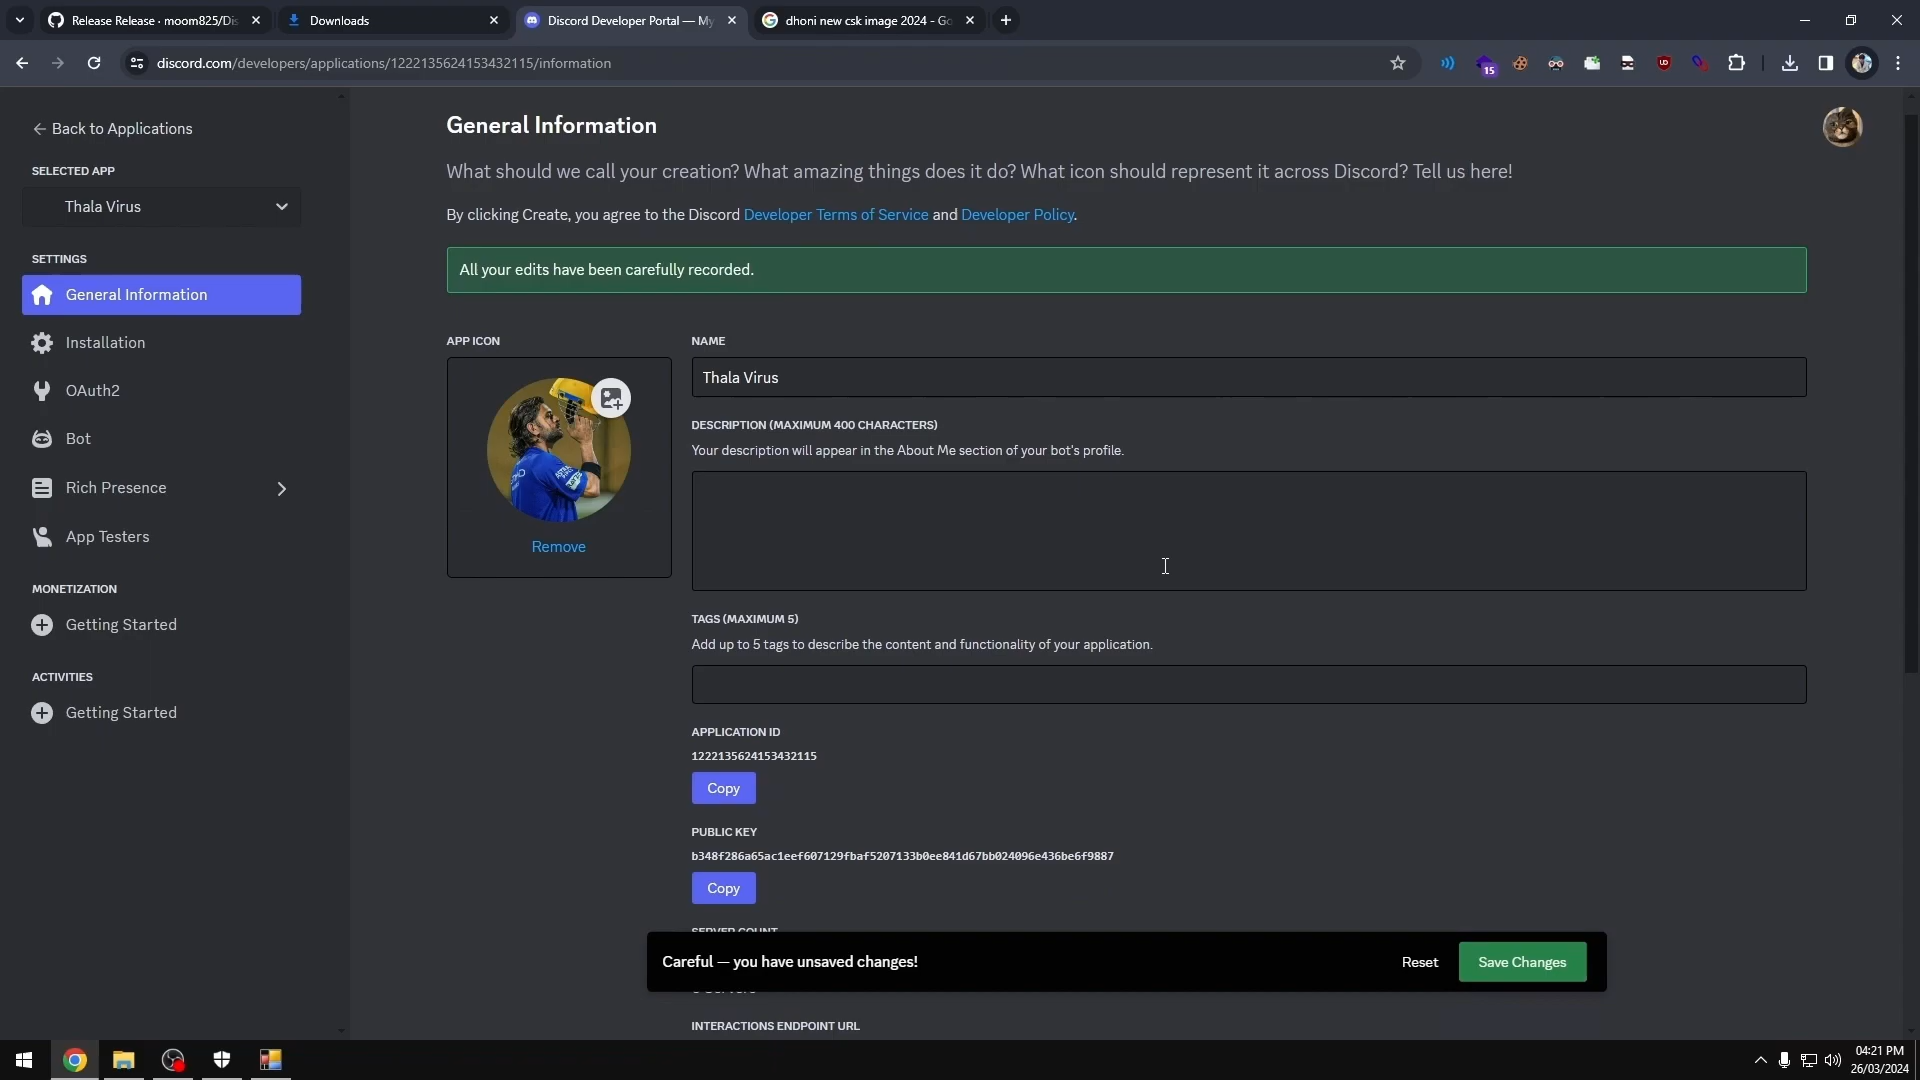 Release Release · moom825/Dis
Downloads
Discord Developer Portal — My
dhoni new csk image 2024 - Go
discord.com/developers/applications/1222135624153432115/information
15
Back to Applications
SELECTED APP
Thala Virus
SETTINGS
General Information
Installation
OAuth2
Bot
Rich Presence
App Testers
MONETIZATION
Getting Started
ACTIVITIES
Getting Started
General Information
What should we call your creation? What amazing things does it do? What icon should represent it across Discord? Tell us here!
By clicking Create, you agree to the Discord Developer Terms of Service and Developer Policy.
All your edits have been carefully recorded.
APP ICON
Remove
NAME
Thala Virus
DESCRIPTION (MAXIMUM 400 CHARACTERS)
Your description will appear in the About Me section of your bot's profile.
TAGS (MAXIMUM 5)
Add up to 5 tags to describe the content and functionality of your application.
APPLICATION ID
1222135624153432115
Copy
PUBLIC KEY
b348f286a65ac1eef607129fbaf5207133b0ee841d67bb024096e436be6f9887
Copy
SERVER COUNT
Careful — you have unsaved changes!
Reset
Save Changes
INTERACTIONS ENDPOINT URL
04:21 PM
26/03/2024